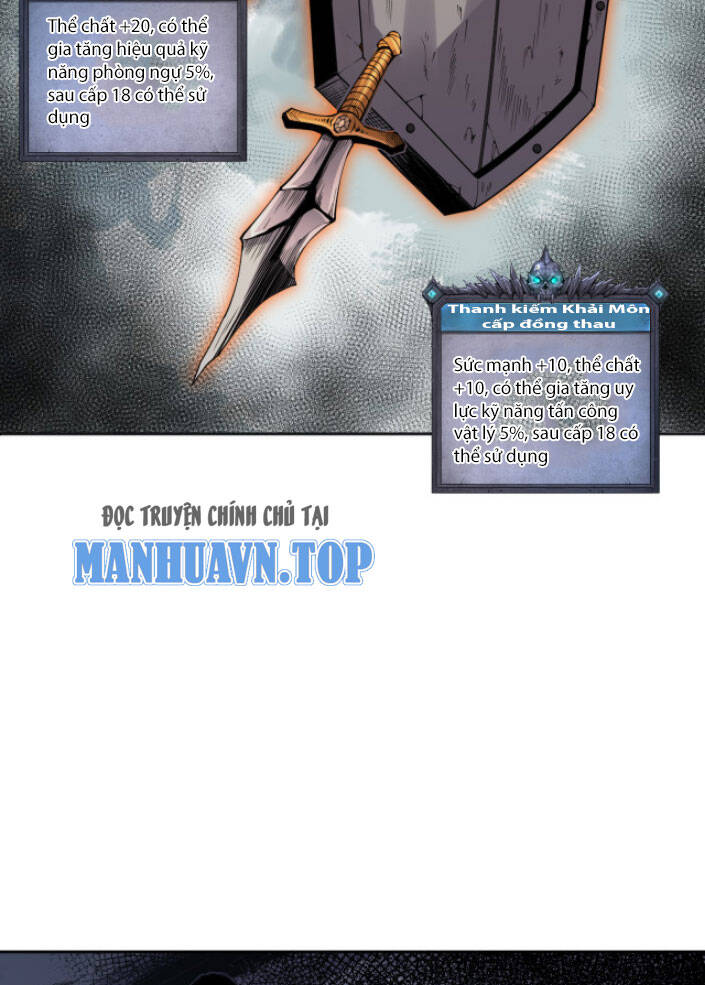 Thể chất +20, có thể
gia tăng hiệu quả kỹ
năng phòng ngự 5%,
sau cấp 18 có thể sử
dụng
Thanh kiếm Khải Môn
cấp đồng thau
Sức mạnh +10, thể chất
+10, có thể gia tăng uy
lực kỹ năng tấn công
vật lý 5%, sau cấp 18 có
thể sử dụng
ĐỌC TRUYỆN CHÍNH CHỦ TẠI
MANHUAVN.TOP